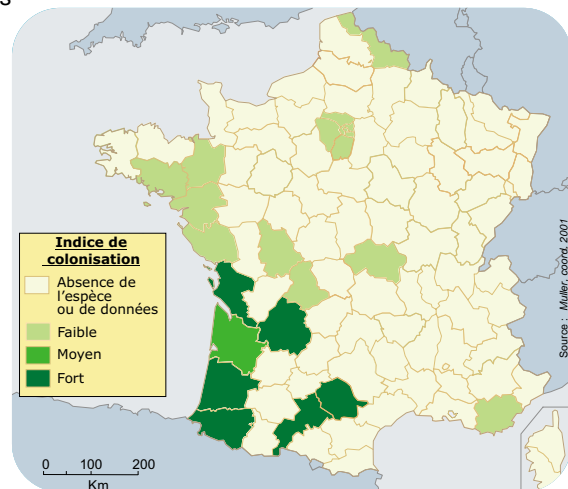 s
Indice de
colonisation
Absence de
l'espèce
ou de données
Faible
Moyen
Fort
0 100 200
Km
Source : Muller, coord, 2001